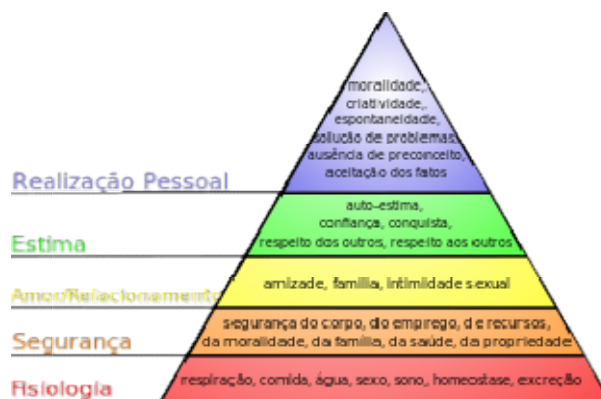 moralidade,
criatividade,
espontaneidade,
solução de problemas,
ausência de preconceito,
aceitação dos fatos
Realização Pessoal
auto-estima,
confiança, conquista,
respeito dos outros, respeito aos outros
Estima
amizade, família, intimidade sexual
Amor/Relacionamento
segurança do corpo, do emprego, de recursos,
da moralidade, da família, da saúde, da propriedade
Segurança
respiração, comida, água, sexo, sono, homeostase, excreção
Fisiologia